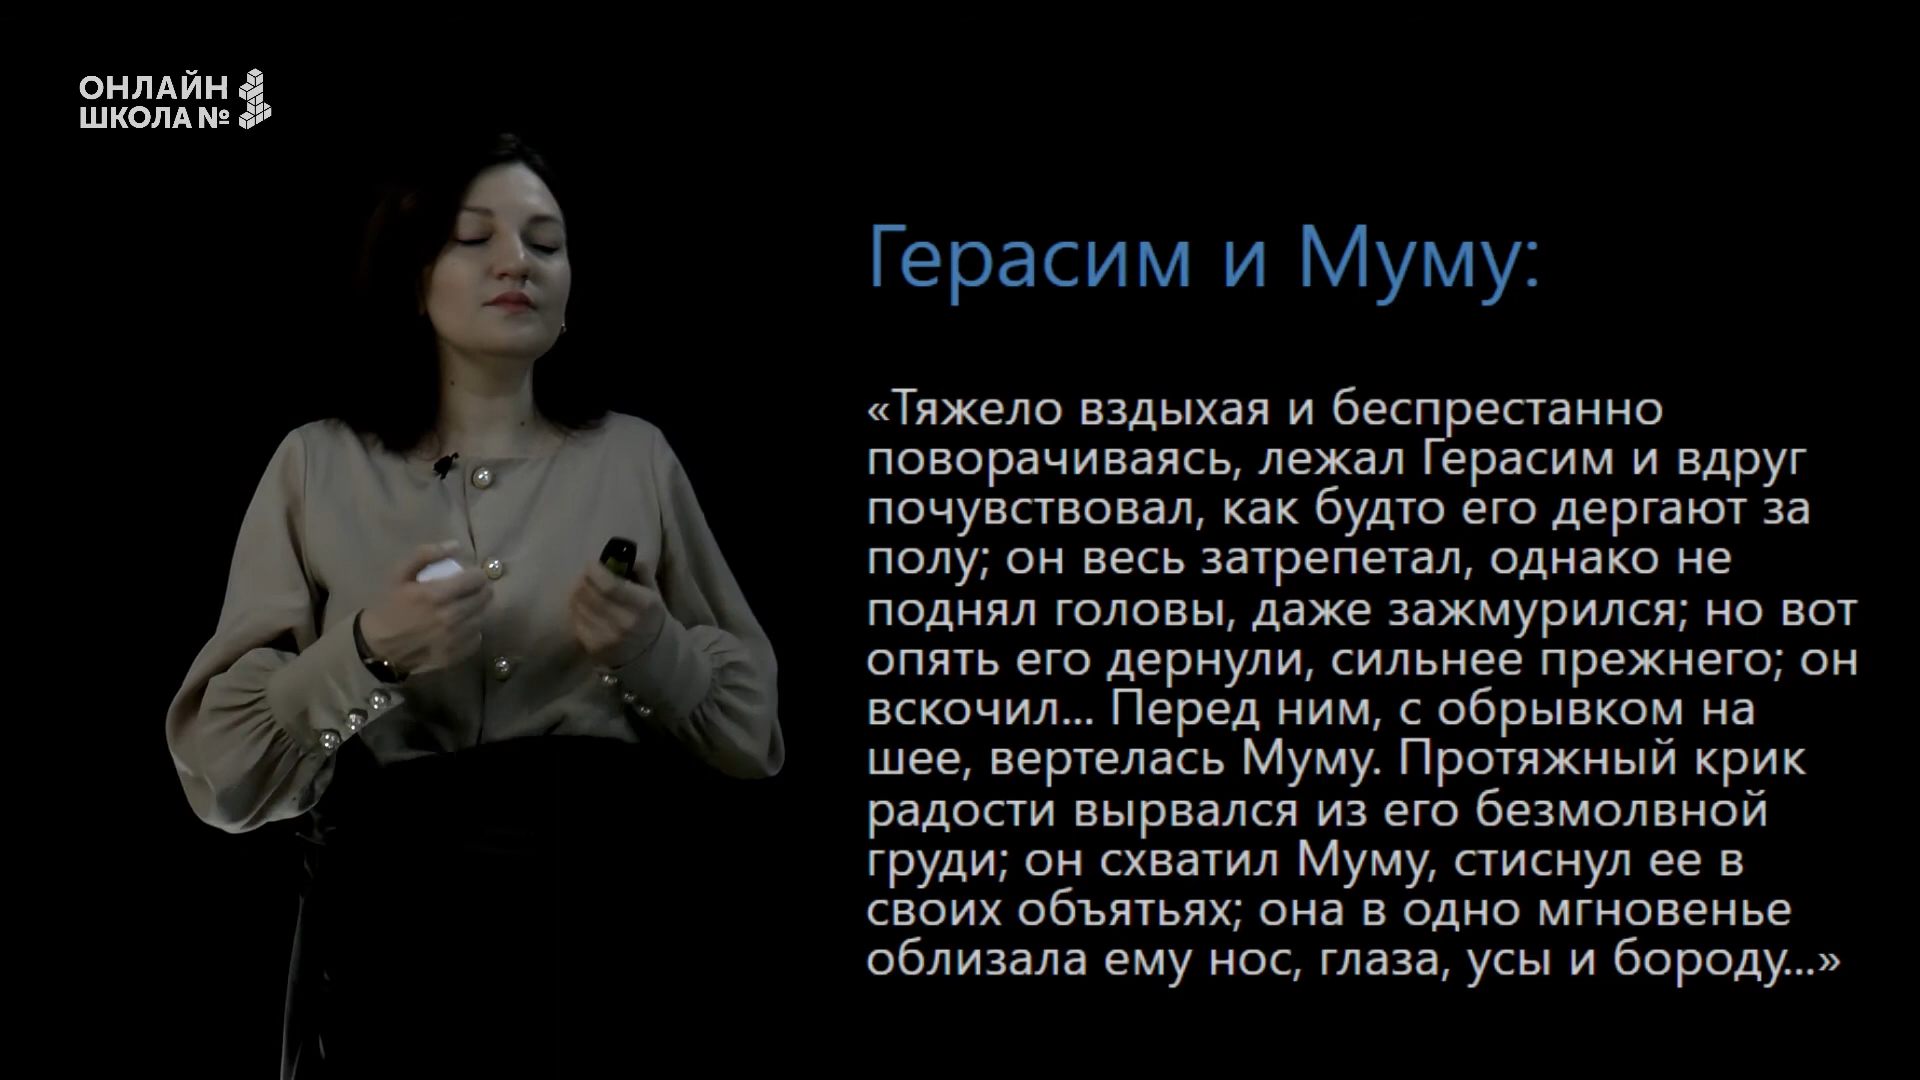 ОНЛАЙН
ШКОЛА №
Герасим и Муму:
«Тяжело вздыхая и беспрестанно
поворачиваясь, лежал Герасим и вдруг
почувствовал, как будто его дергают за
полу; он весь затрепетал, однако не
поднял головы, даже зажмурился; но вот
опять его дернули, сильнее прежнего; он
вскочил... Перед ним, с обрывком на
шее, вертелась Муму. Протяжный крик
радости вырвался из его безмолвной
груди; он схватил Муму, стиснул ее в
своих объятьях; она в одно мгновенье
облизала ему нос, глаза, усы и бороду...»